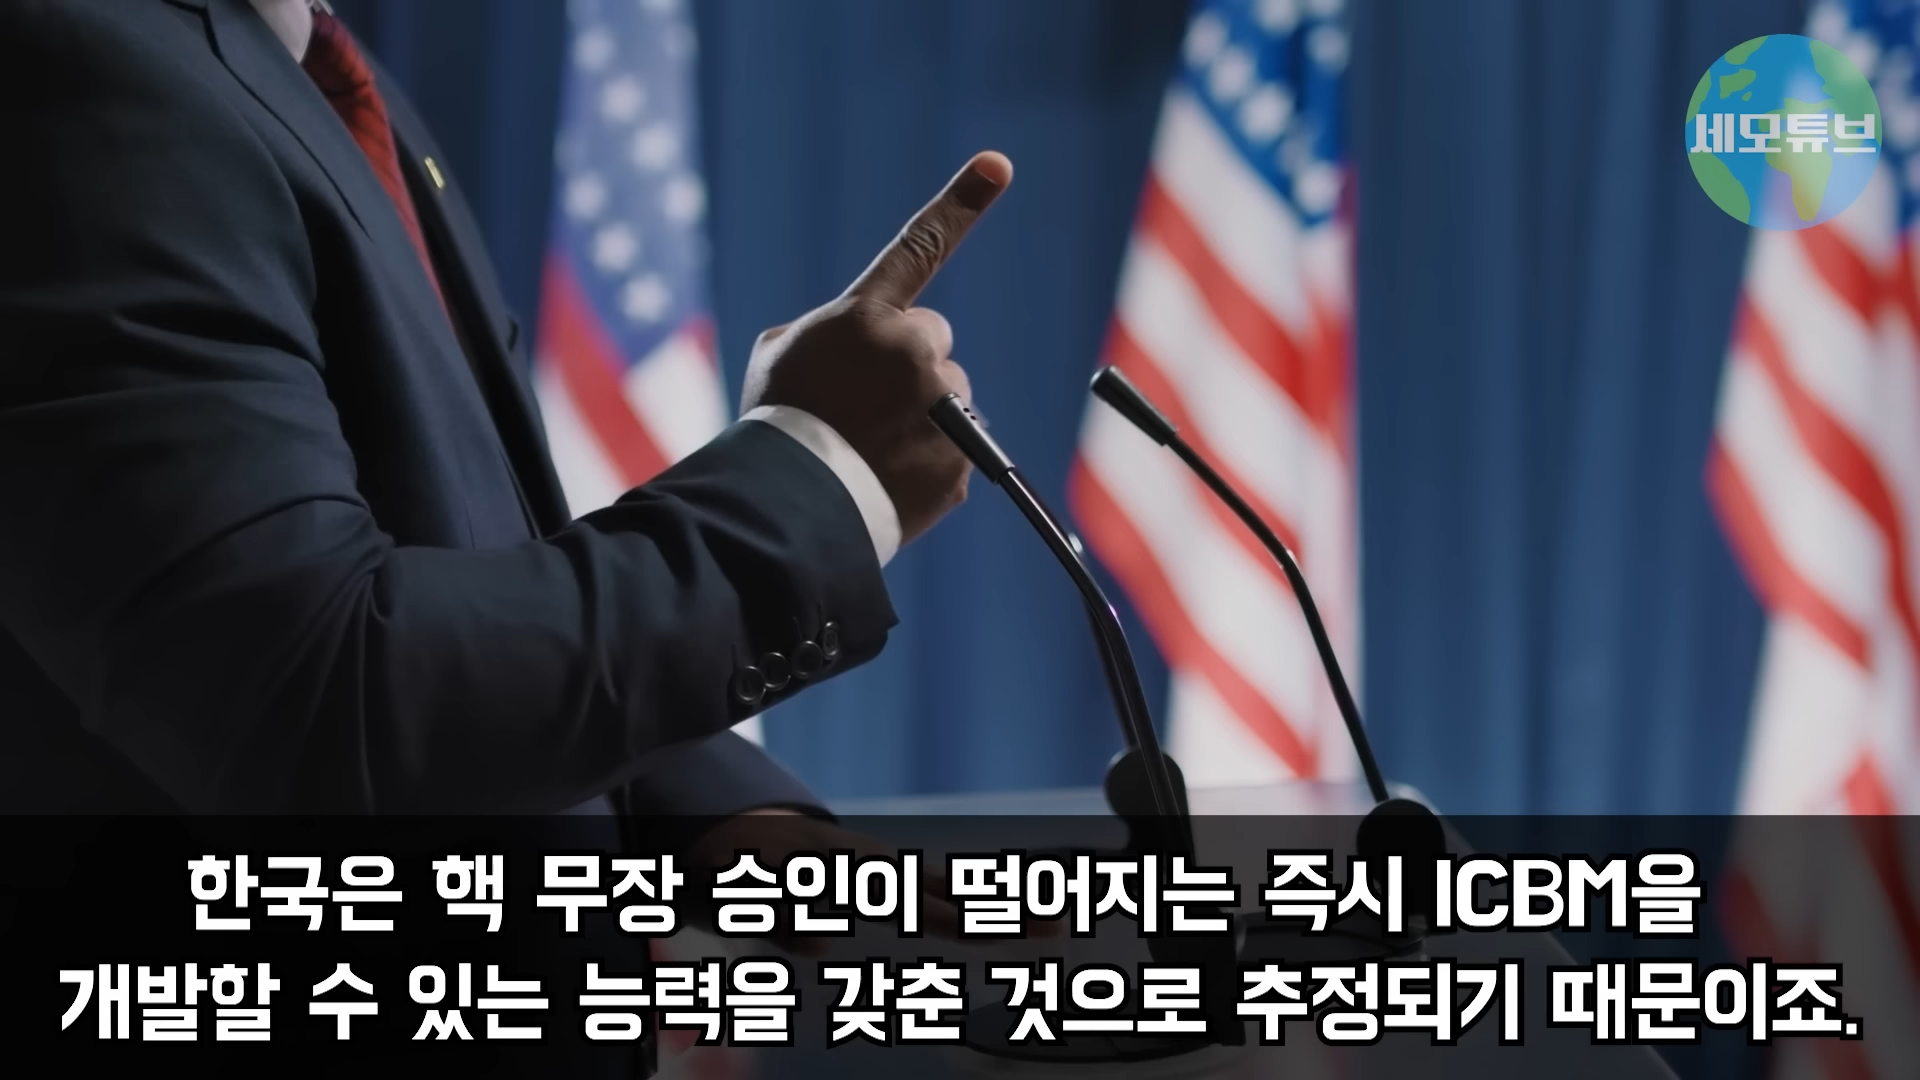 세모튜브
한국은 핵 무장 승인이 떨어지는 즉시 ICBM을
개발할 수 있는 능력을 갖춘 것으로 추정되기 때문이죠.